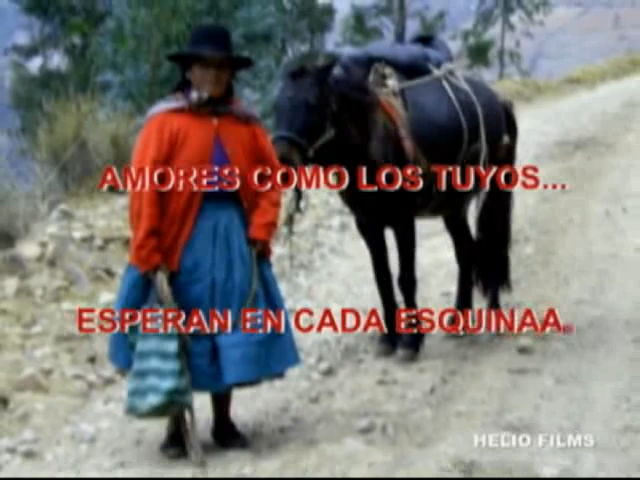 AMORES COMO LOS TUYOS...
ESPERAN EN CADA ESQUINAA.
HELIO FILMS